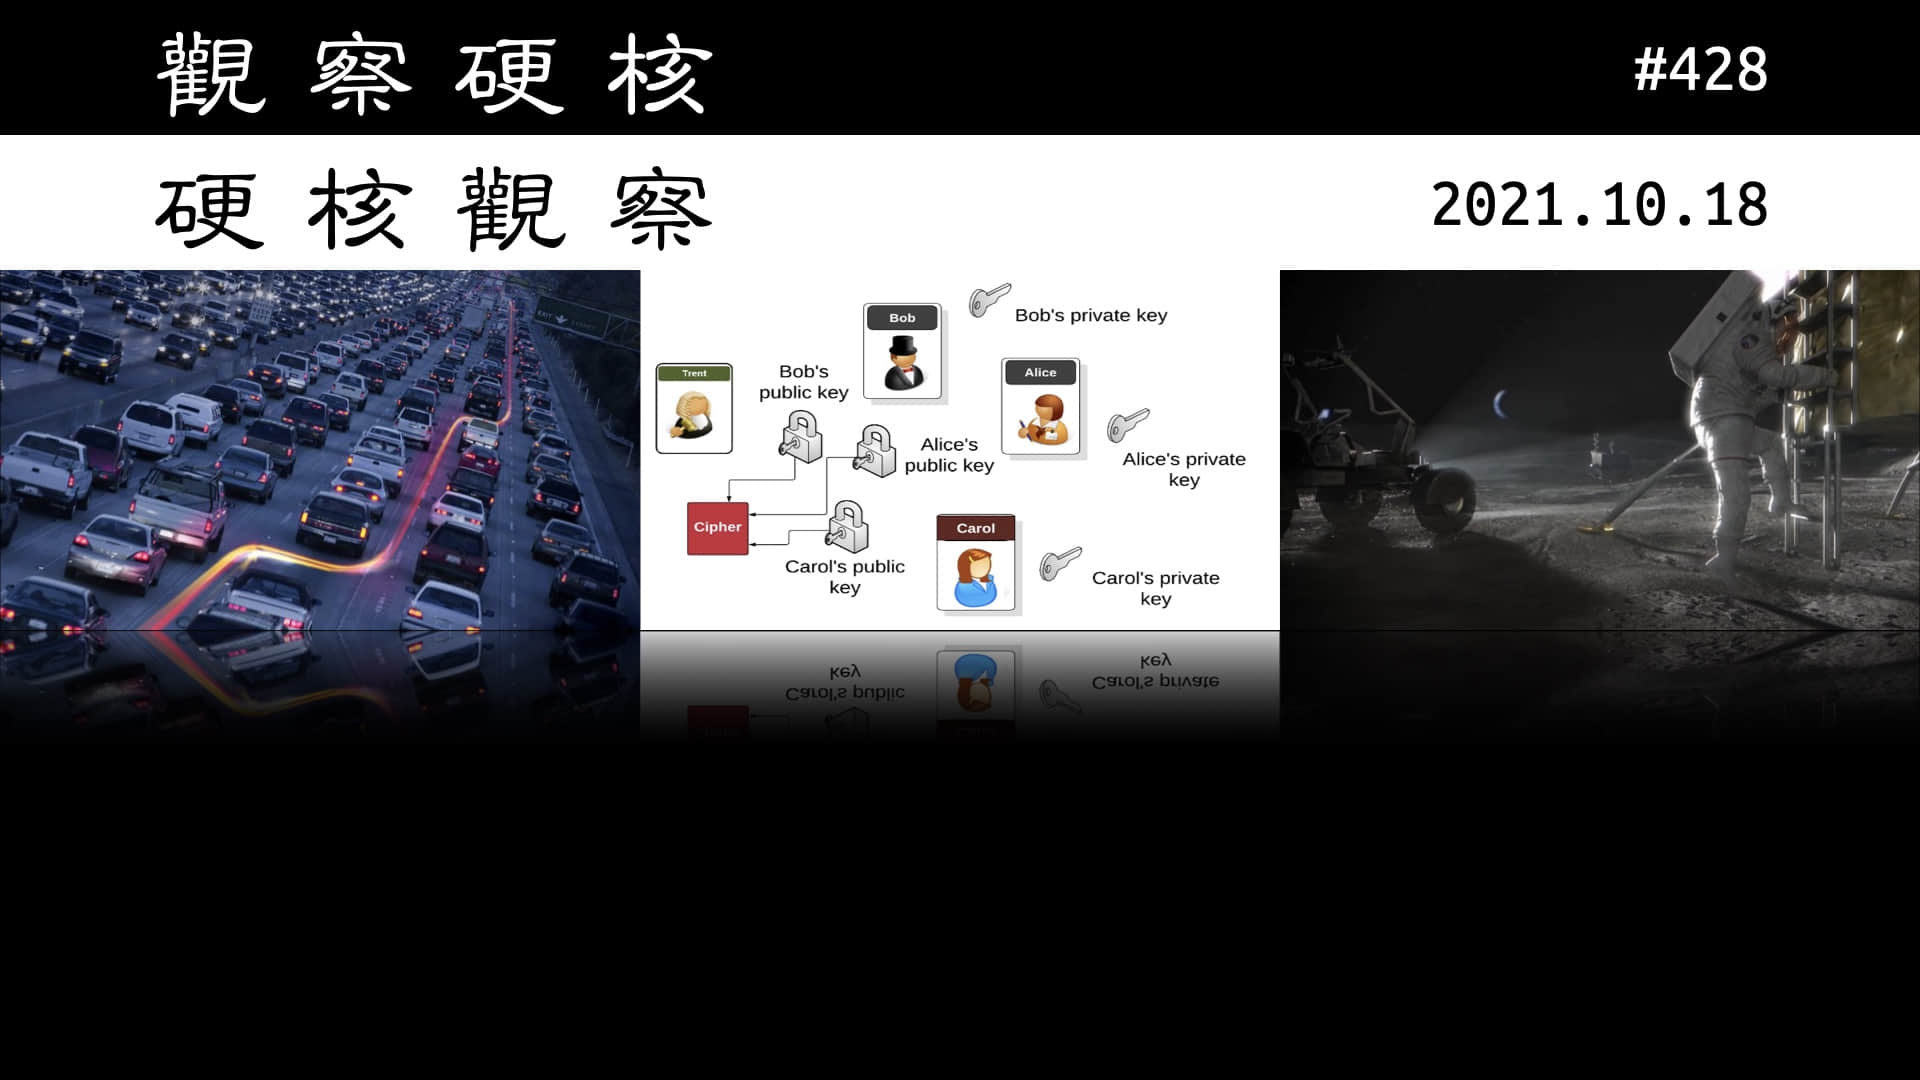 觀察硬核
#428
硬核觀察
2021.10.18
Bob
Bob's private key
Trent
Bob's
public key
Alice
Alice's
public key
Alice's private
key
Cipher
Carol
Carol's public
key
Carol's private
key
EXIT